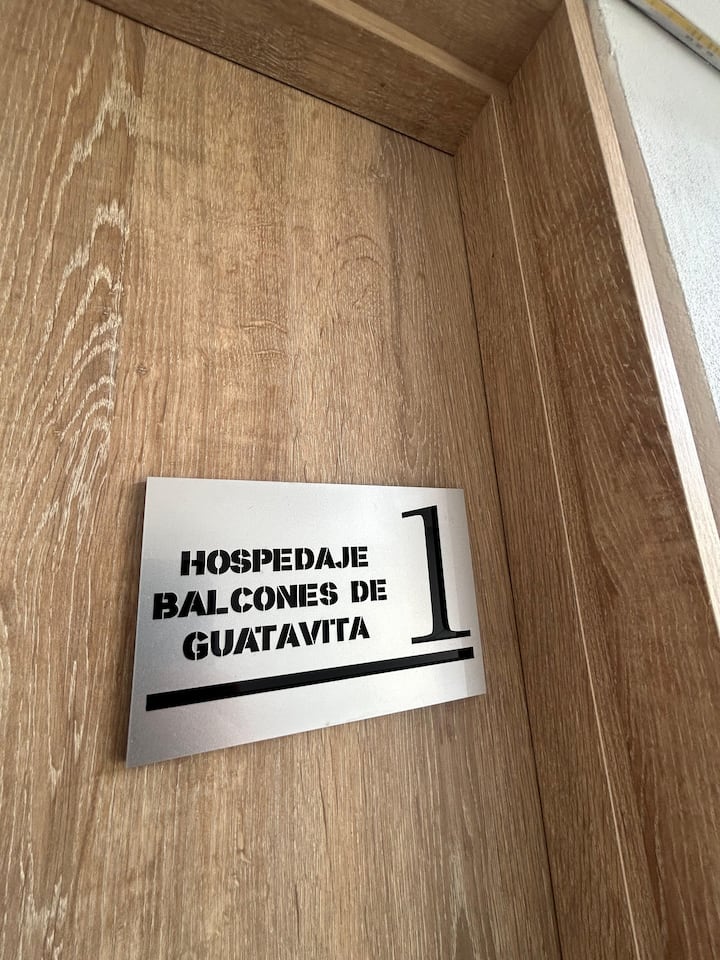 HOSPEDAJE
BALCONES DE
GUATAVITA
1